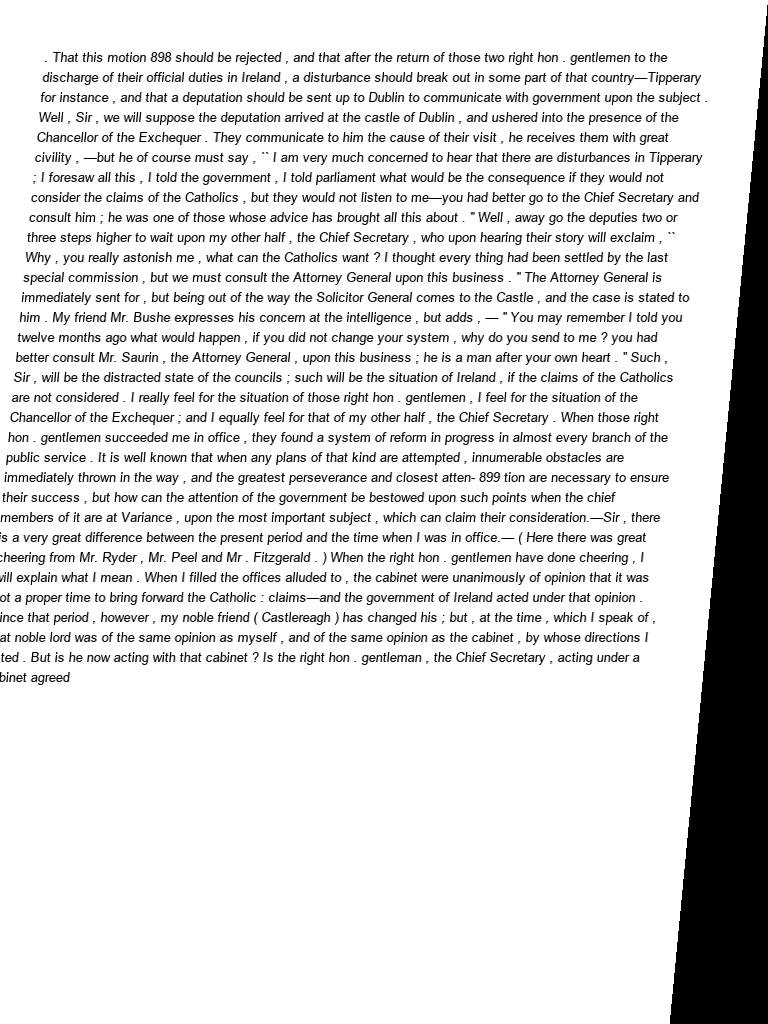 . That this motion 898 should be rejected , and that after the return of those two right hon . gentlemen to the
discharge of their official duties in Ireland , a disturbance should break out in some part of that country—Tipperary
for instance , and that a deputation should be sent up to Dublin to communicate with government upon the subject .
Well , Sir , we will suppose the deputation arrived at the castle of Dublin , and ushered into the presence of the
Chancellor of the Exchequer . They communicate to him the cause of their visit , he receives them with great
civility , —but he of course must say , `` I am very much concerned to hear that there are disturbances in Tipperary
; I foresaw all this , I told the government , I told parliament what would be the consequence if they would not
consider the claims of the Catholics , but they would not listen to me—you had better go to the Chief Secretary and
consult him ; he was one of those whose advice has brought all this about . " Well , away go the deputies two or
three steps higher to wait upon my other half , the Chief Secretary , who upon hearing their story will exclaim , ``
Why , you really astonish me , what can the Catholics want ? I thought every thing had been settled by the last
special commission , but we must consult the Attorney General upon this business . " The Attorney General is
immediately sent for , but being out of the way the Solicitor General comes to the Castle , and the case is stated to
him . My friend Mr. Bushe expresses his concern at the intelligence , but adds , — " You may remember I told you
twelve months ago what would happen , if you did not change your system , why do you send to me ? you had
better consult Mr. Saurin , the Attorney General , upon this business ; he is a man after your own heart . " Such ,
Sir , will be the distracted state of the councils ; such will be the situation of Ireland , if the claims of the Catholics
are not considered . I really feel for the situation of those right hon . gentlemen , I feel for the situation of the
Chancellor of the Exchequer ; and I equally feel for that of my other half , the Chief Secretary . When those right
hon . gentlemen succeeded me in office , they found a system of reform in progress in almost every branch of the
public service . It is well known that when any plans of that kind are attempted , innumerable obstacles are
immediately thrown in the way , and the greatest perseverance and closest atten- 899 tion are necessary to ensure
their success , but how can the attention of the government be bestowed upon such points when the chief
members of it are at Variance , upon the most important subject , which can claim their consideration.—Sir , there
is a very great difference between the present period and the time when I was in office.— ( Here there was great
cheering from Mr. Ryder , Mr. Peel and Mr . Fitzgerald . ) When the right hon . gentlemen have done cheering , I
will explain what I mean . When I filled the offices alluded to , the cabinet were unanimously of opinion that it was
ot a proper time to bring forward the Catholic : claims—and the government of Ireland acted under that opinion .
ince that period , however , my noble friend ( Castlereagh ) has changed his ; but , at the time , which I speak of ,
at noble lord was of the same opinion as myself , and of the same opinion as the cabinet , by whose directions I
ted . But is he now acting with that cabinet ? Is the right hon . gentleman , the Chief Secretary , acting under a
binet agreed